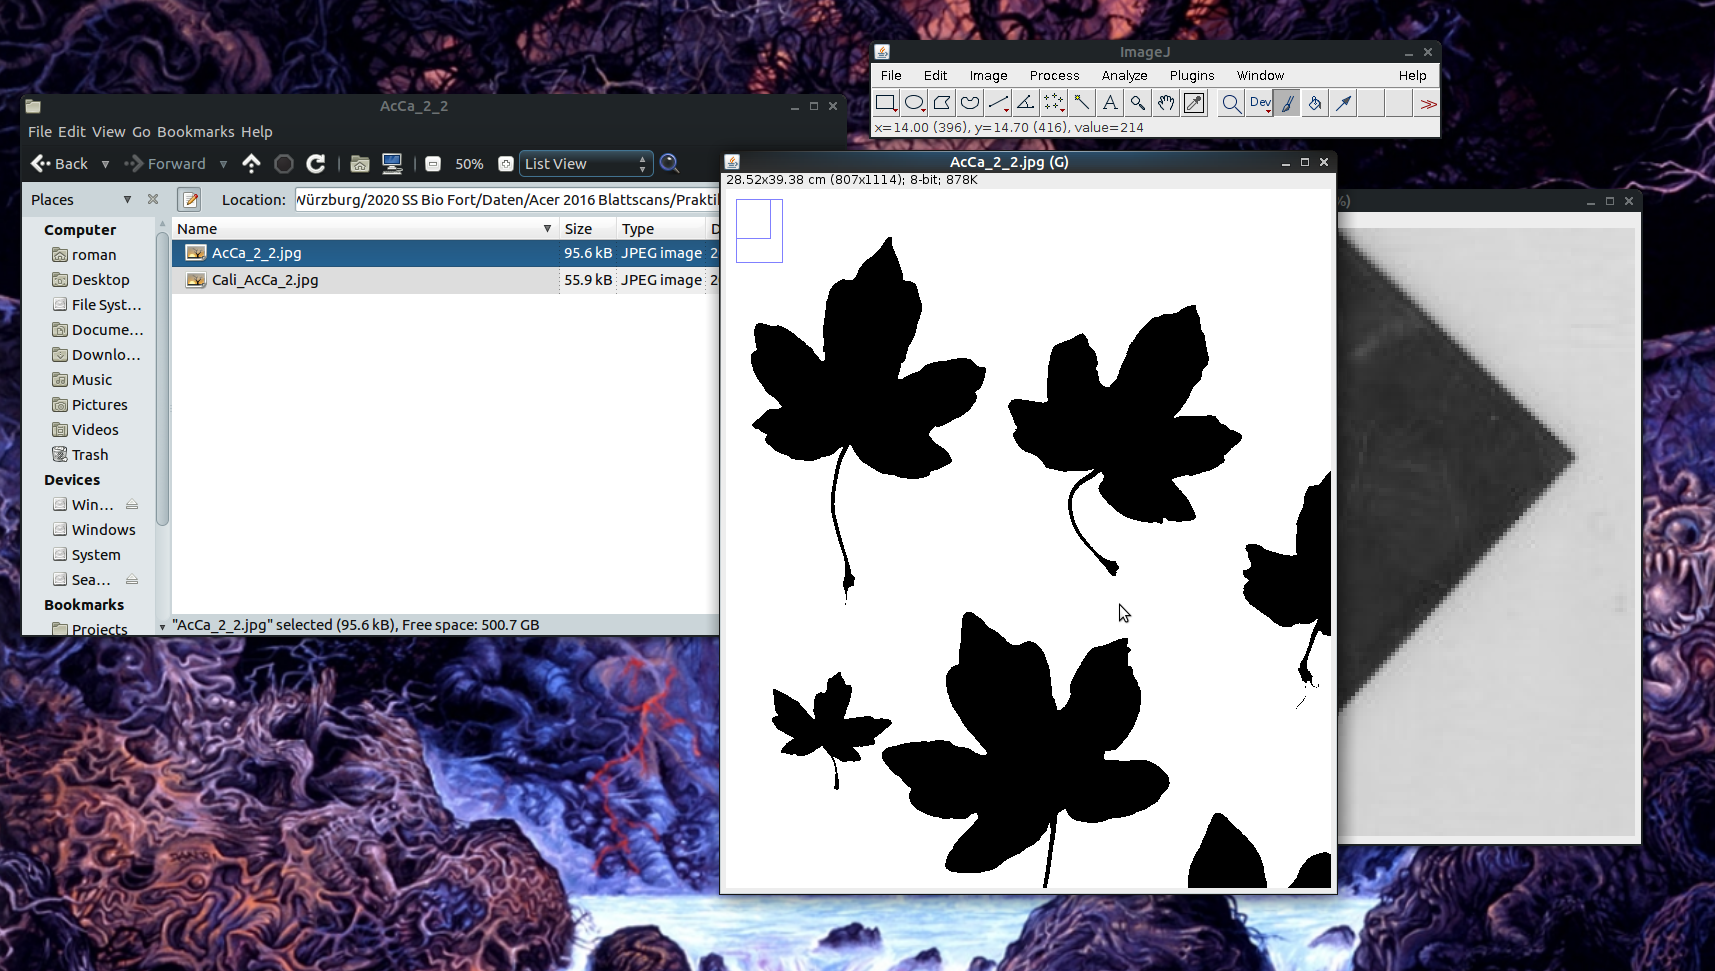 ImageJ
File Edit Image Process Analyze Plugins Window Help
A Dev
x=14.00 (396), y=14.70 (416), value=214
AcCa_2_2
File Edit View Go Bookmarks Help
Back Forward 50% List View
Places Location: Würzburg/2020 SS Bio Fort/Daten/Acer 2016 Blattscans/Prakti
Name Size Type D
Computer
roman
Desktop
File Syst...
Docume...
Downlo...
Music
Pictures
Videos
Trash
Devices
Win...
Windows
System
Sea...
Bookmarks
Projects
AcCa_2_2.jpg 95.6 kB JPEG image 2
Cali_AcCa_2.jpg 55.9 kB JPEG image 2
"AcCa_2_2.jpg" selected (95.6 kB), Free space: 500.7 GB
AcCa_2_2.jpg (G)
28.52x39.38 cm (807x1114); 8-bit; 878K
%)